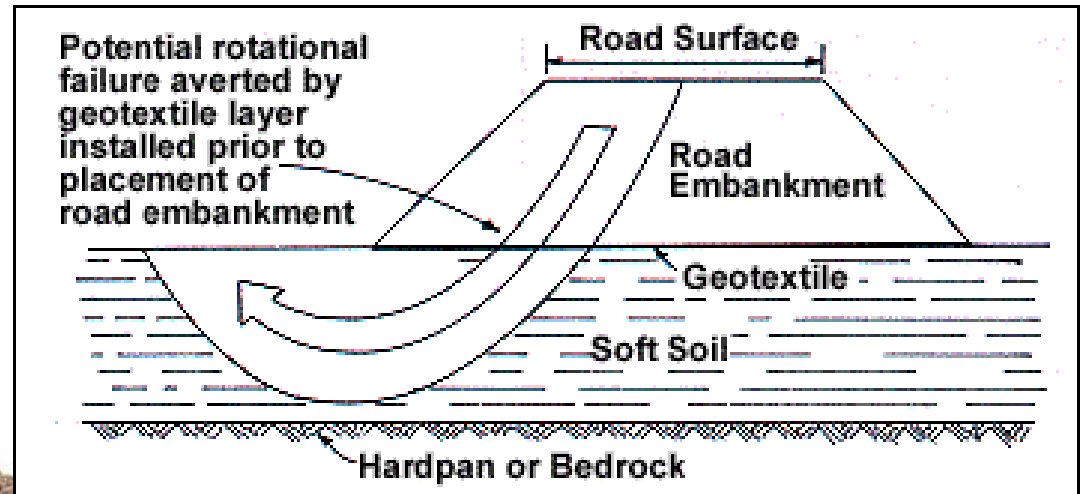 Potential rotational
failure averted by
geotextile layer
installed prior to
placement of
road embankment
Road Surface
Road
Embankment
Geotextile
Soft Soil
Hardpan or Bedrock